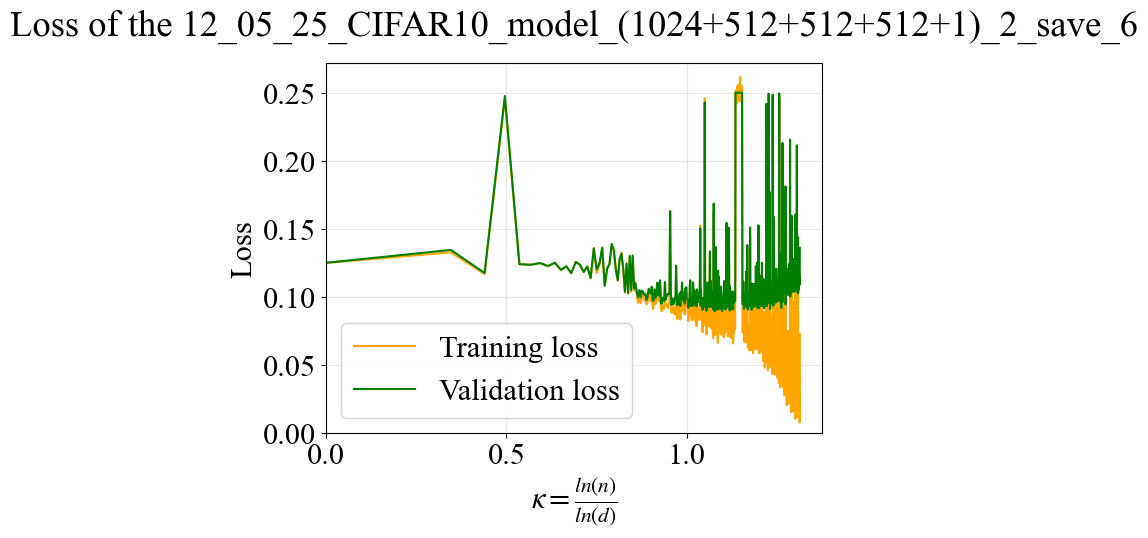 Loss of the 12_05_25_CIFAR10_model_(1024+512+512+512+1)_2_save_6
0.25
0.20
0.15
0.10
0.05
0.00
Loss
Training loss
Validation loss
0.0 0.5 1.0
κ = ln(n)/ln(d)